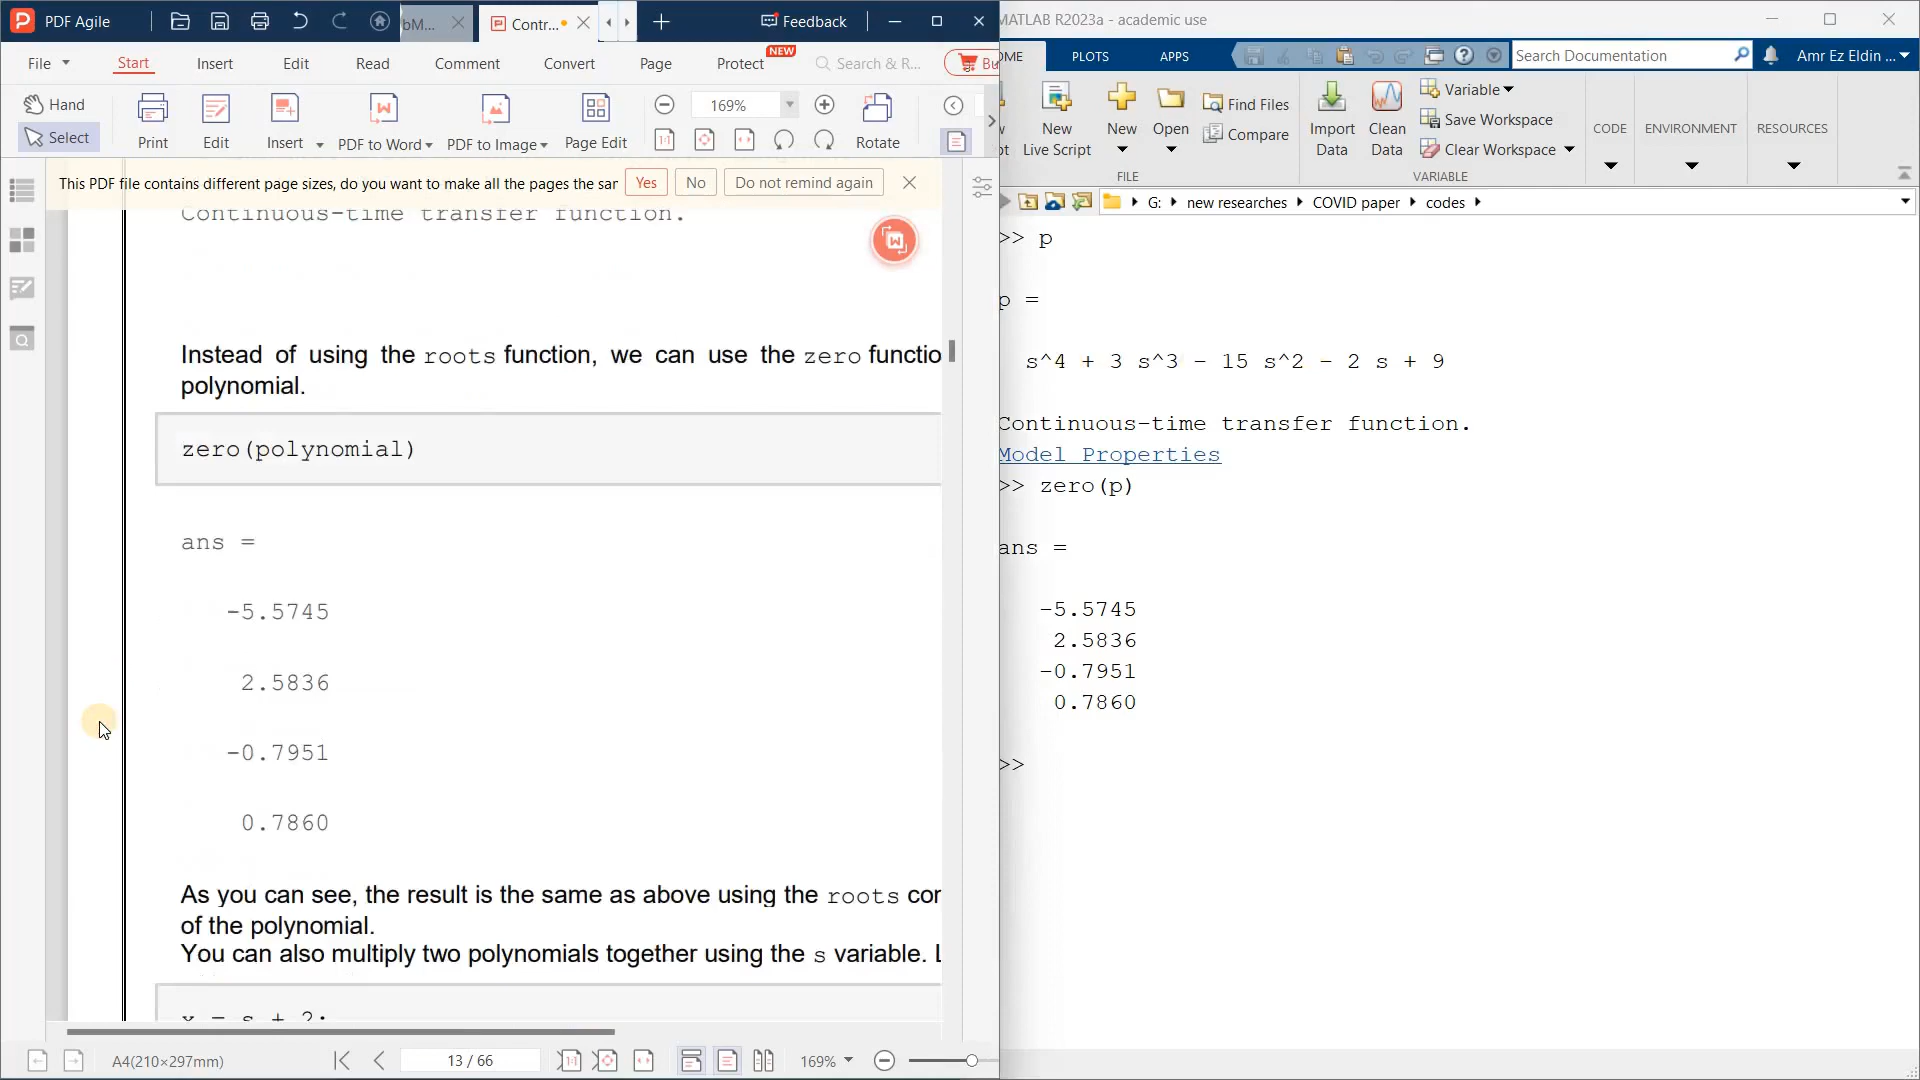 PDF Agile
bM...
Contr...
Feedback
File
Start
Insert
Edit
Read
Comment
Convert
Page
Protect
NEW
Search & R...
Bu
Hand
Select
Print
Edit
Insert
PDF to Word
PDF to Image
Page Edit
169%
Rotate
This PDF file contains different page sizes, do you want to make all the pages the sar
Yes
No
Do not remind again
Continuous-time transfer function.
Instead of using the roots function, we can use the zero functio
polynomial.
zero(polynomial)
ans =
-5.5745
2.5836
-0.7951
0.7860
As you can see, the result is the same as above using the roots cor
of the polynomial.
You can also multiply two polynomials together using the s variable. L
x = s + 2;
A4(210×297mm)
13 / 66
169%
MATLAB R2023a - academic use
OME
PLOTS
APPS
Search Documentation
Amr Ez Eldin ...
New
Live Script
New
Open
Find Files
Compare
Import
Data
Clean
Data
Variable
Save Workspace
Clear Workspace
CODE
ENVIRONMENT
RESOURCES
FILE
VARIABLE
G:
new researches
COVID paper
codes
>> p
p =
s^4 + 3 s^3 - 15 s^2 - 2 s + 9
Continuous-time transfer function.
Model Properties
>> zero(p)
ans =
-5.5745
2.5836
-0.7951
0.7860
>>